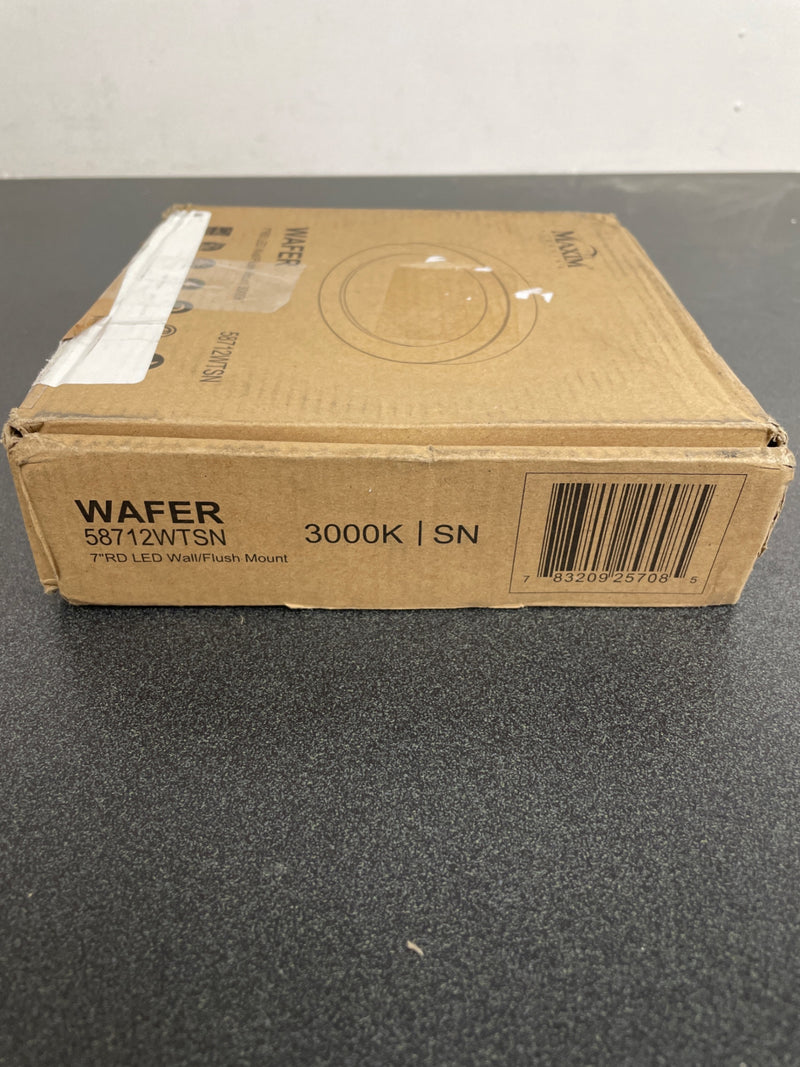 MAXIM
WAFER
58712WTSN
WAFER
58712WTSN
7"RD LED Wall/Flush Mount
3000K | SN
7 83209 25708 5